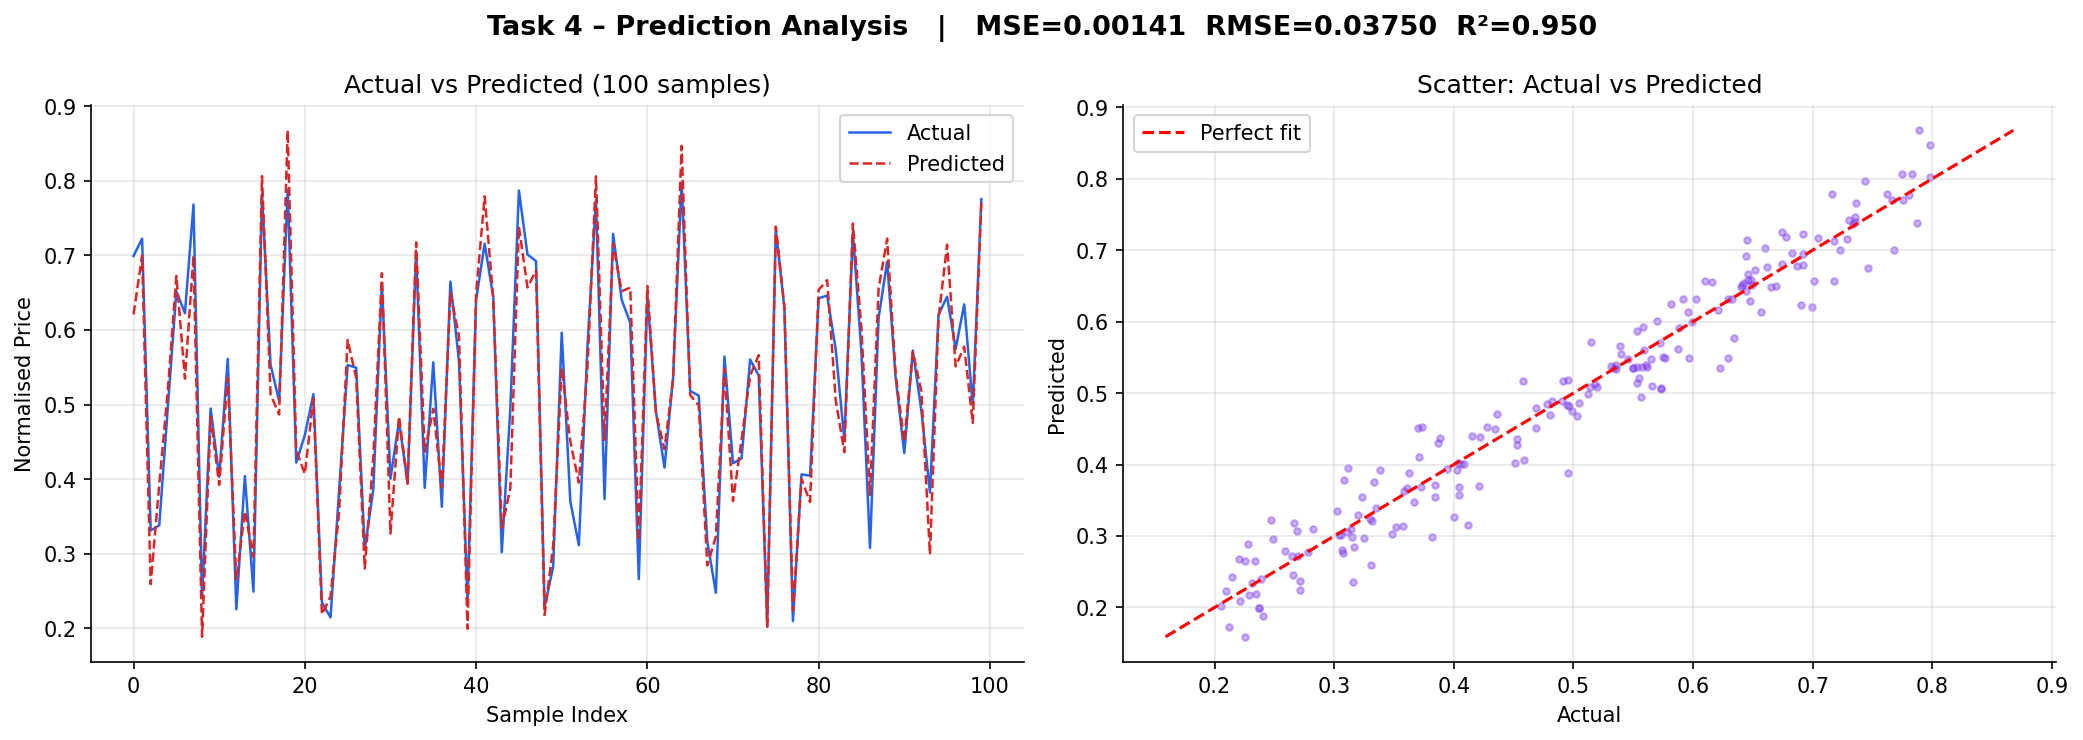 Task 4 – Prediction Analysis | MSE=0.00141 RMSE=0.03750 R²=0.950
Actual vs Predicted (100 samples)
Actual
Predicted
Normalised Price
0.9
0.8
0.7
0.6
0.5
0.4
0.3
0.2
0 20 40 60 80 100
Sample Index
Scatter: Actual vs Predicted
Perfect fit
Predicted
0.9
0.8
0.7
0.6
0.5
0.4
0.3
0.2
0.2 0.3 0.4 0.5 0.6 0.7 0.8 0.9
Actual